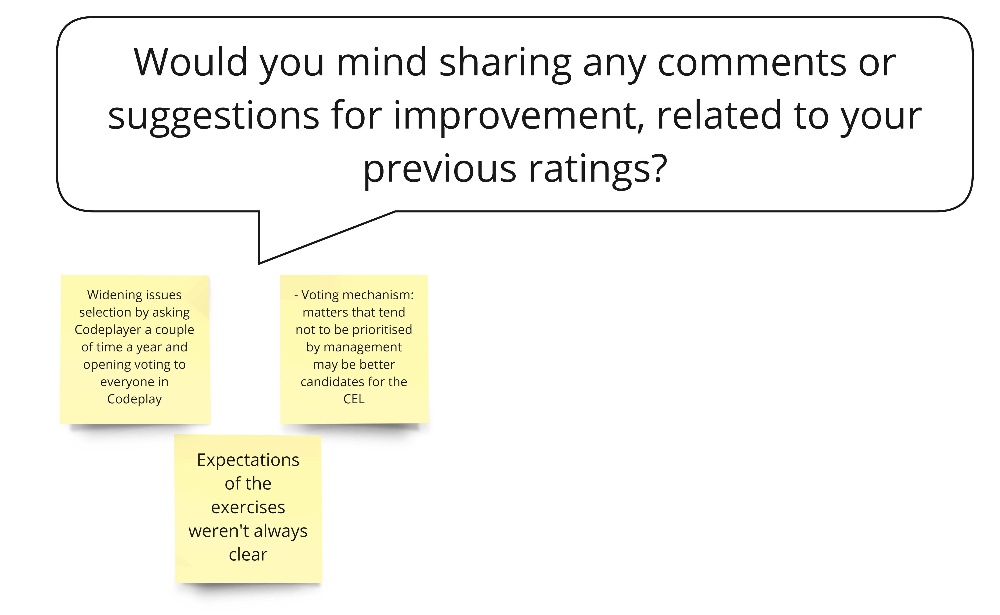 Would you mind sharing any comments or
suggestions for improvement, related to your
previous ratings?
Widening issues
selection by asking
Codeplayer a couple
of time a year and
opening voting to
everyone in
Codeplay
- Voting mechanism:
matters that tend
not to be prioritised
by management
may be better
candidates for the
CEL
Expectations
of the
exercises
weren't always
clear